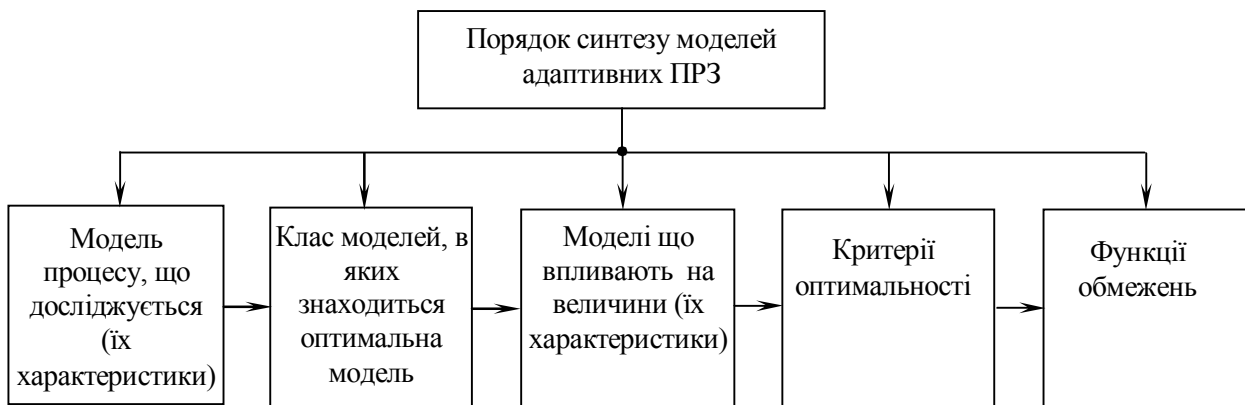 Порядок синтезу моделей
адаптивних ПРЗ
Модель
процесу, що
досліджується
(їх
характеристики)
Клас моделей, в
яких
знаходиться
оптимальна
модель
Моделі що
впливають на
величини (їх
характеристики)
Критерії
оптимальності
Функції
обмежень